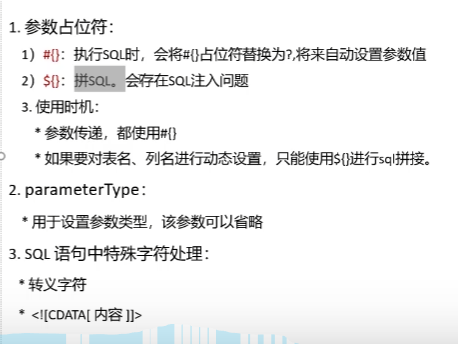 1. 参数占位符：
1）#{}：执行SQL时，会将#{}占位符替换为?,将来自动设置参数值
2）${}：拼SQL。会存在SQL注入问题
3. 使用时机：
* 参数传递，都使用#{}
* 如果要对表名、列名进行动态设置，只能使用${}进行sql拼接。
2. parameterType：
* 用于设置参数类型，该参数可以省略
3. SQL 语句中特殊字符处理：
* 转义字符
* <![CDATA[ 内容 ]]>